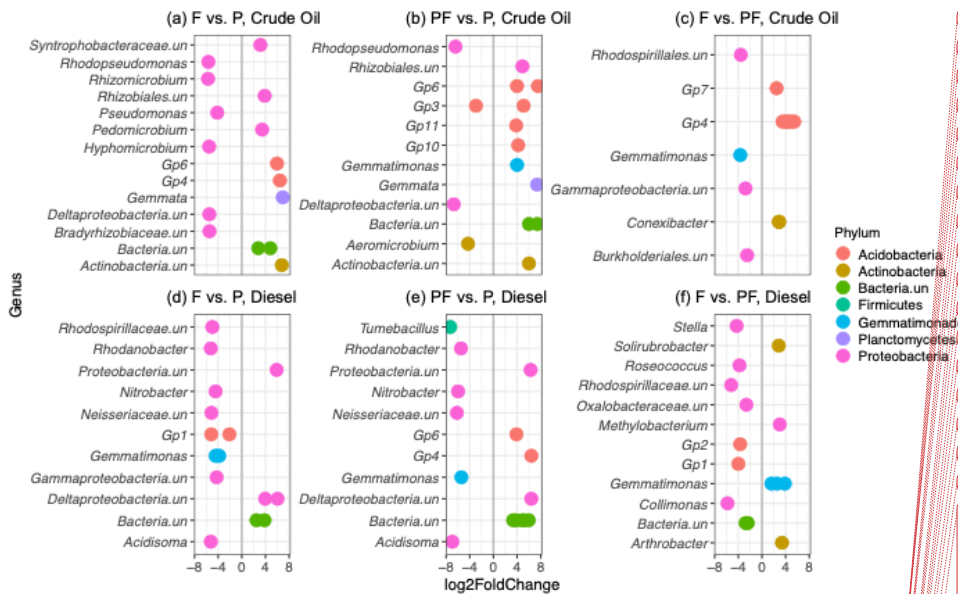 (a) F vs. P, Crude Oil
(b) PF vs. P, Crude Oil
(c) F vs. PF, Crude Oil
Syntrophobacteraceae.un
Rhodopseudomonas
Rhizomicrobium
Rhizobiales.un
Pseudomonas
Pedomicrobium
Hyphomicrobium
Gp6
Gp4
Gemmata
Deltaproteobacteria.un
Bradyrhizobiaceae.un
Bacteria.un
Actinobacteria.un
Rhodopseudomonas
Rhizobiales.un
Gp6
Gp3
Gp11
Gp10
Gemmatimonas
Gemmata
Deltaproteobacteria.un
Bacteria.un
Aeromicrobium
Actinobacteria.un
Rhodospirillales.un
Gp7
Gp4
Gemmatimonas
Gammaproteobacteria.un
Conexibacter
Burkholderiales.un
Genus
(d) F vs. P, Diesel
(e) PF vs. P, Diesel
(f) F vs. PF, Diesel
Rhodospirillaceae.un
Rhodanobacter
Proteobacteria.un
Nitrobacter
Neisseriaceae.un
Gp1
Gemmatimonas
Gammaproteobacteria.un
Deltaproteobacteria.un
Bacteria.un
Acidisoma
-8 -4 0 4 8
Tumebacillus
Rhodanobacter
Proteobacteria.un
Nitrobacter
Neisseriaceae.un
Gp6
Gp4
Gemmatimonas
Deltaproteobacteria.un
Bacteria.un
Acidisoma
-8 -4 0 4 8
Stella
Solirubrobacter
Roseococcus
Rhodospirillaceae.un
Oxalobacteraceae.un
Methylobacterium
Gp2
Gp1
Gemmatimonas
Collimonas
Bacteria.un
Arthrobacter
-8 -4 0 4 8
log2FoldChange
Phylum
Acidobacteria
Actinobacteria
Bacteria.un
Firmicutes
Gemmatimonade
Planctomycetes
Proteobacteria